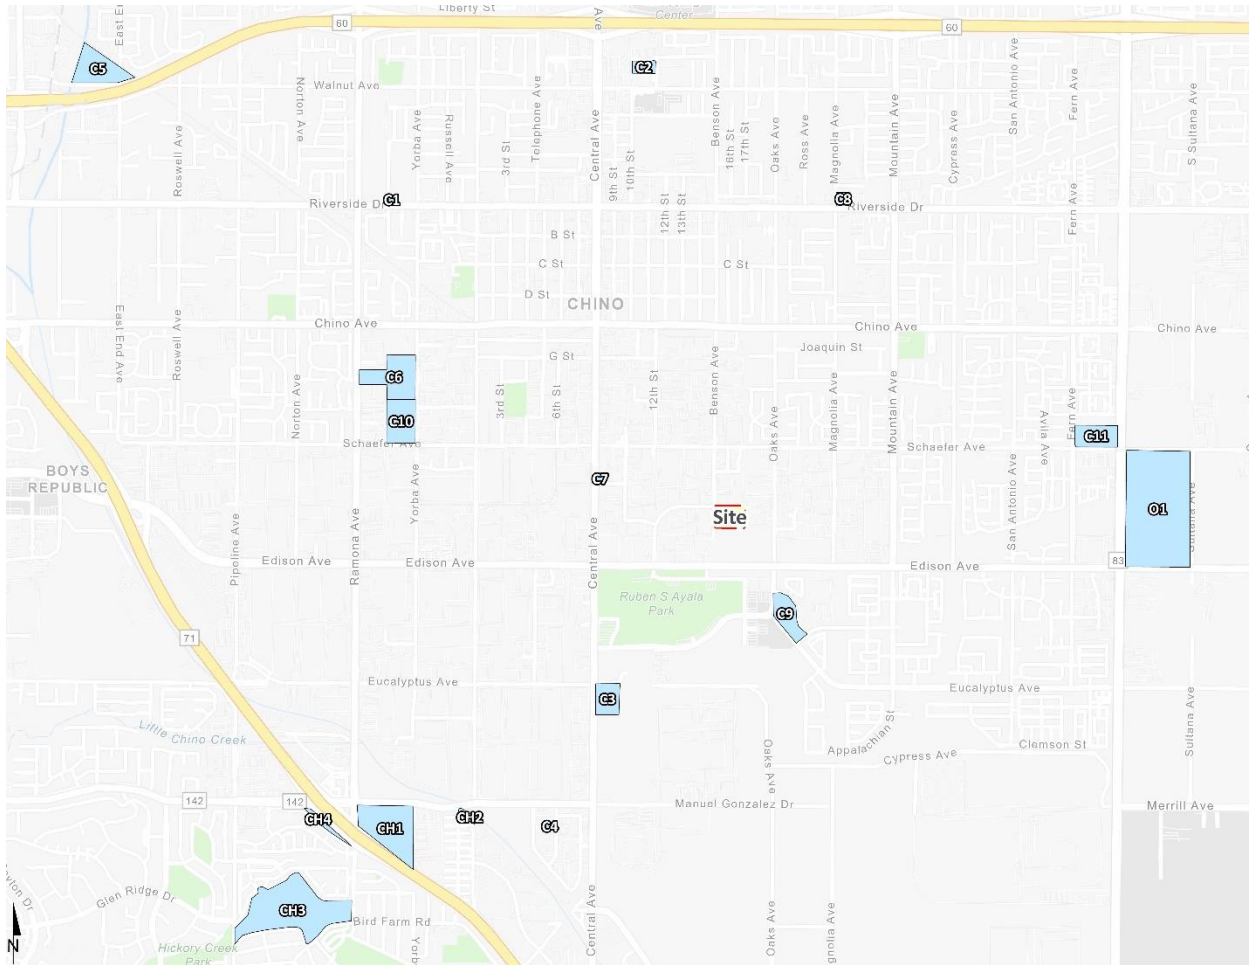 Liberty St
Center
60
60
East End Ave
Ave
C5
C2
Walnut Ave
Norton Ave
Roswell Ave
Yorba Ave
Russell Ave
3rd St
Telephone Ave
Central Ave
9th St
10th St
12th St
13th St
Benson Ave
16th St
17th St
Oaks Ave
Ross Ave
Magnolia Ave
Mountain Ave
Cypress Ave
San Antonio Ave
Fern Ave
S Sultana Ave
C1
C8
Riverside Dr
Riverside Dr
Fern Ave
B St
C St
C St
D St
CHINO
Chino Ave
Chino Ave
Chino Ave
East End Ave
Roswell Ave
G St
Joaquin St
C6
Norton Ave
3rd St
6th St
12th St
Benson Ave
Oaks Ave
Magnolia Ave
Mountain Ave
Avila Ave
Fern Ave
C10
C11
Schaefer Ave
Schaefer Ave
BOYS
REPUBLIC
Yorba Ave
C7
San Antonio Ave
O1
Sultana Ave
Site
Pipeline Ave
Ramona Ave
Central Ave
Edison Ave
Edison Ave
Edison Ave
83
Ruben S Ayala
Park
C9
71
Eucalyptus Ave
Eucalyptus Ave
C3
Little Chino Creek
Appalachian St
Cypress Ave
Clemson St
Sultana Ave
Oaks Ave
142
142
Manuel Gonzalez Dr
Merrill Ave
CH4
CH1
CH2
C4
Glen Ridge Dr
CH3
Bird Farm Rd
Central Ave
Oaks Ave
gnolia Ave
Yorb
Hickory Creek
Park
N